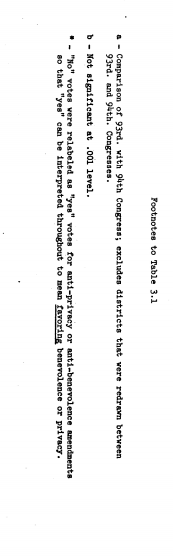 Footnotes to Table 3.1
a - Comparison of 93rd. with 94th Congress; excludes districts that were redrawn between
93rd. and 94th. Congresses.
b - Not significant at .001 level.
* - "No" votes were relabeled as "yes" votes for anti-privacy or anti-benevolence amendments
so that "yes" can be interpreted throughout to mean favoring benevolence or privacy.